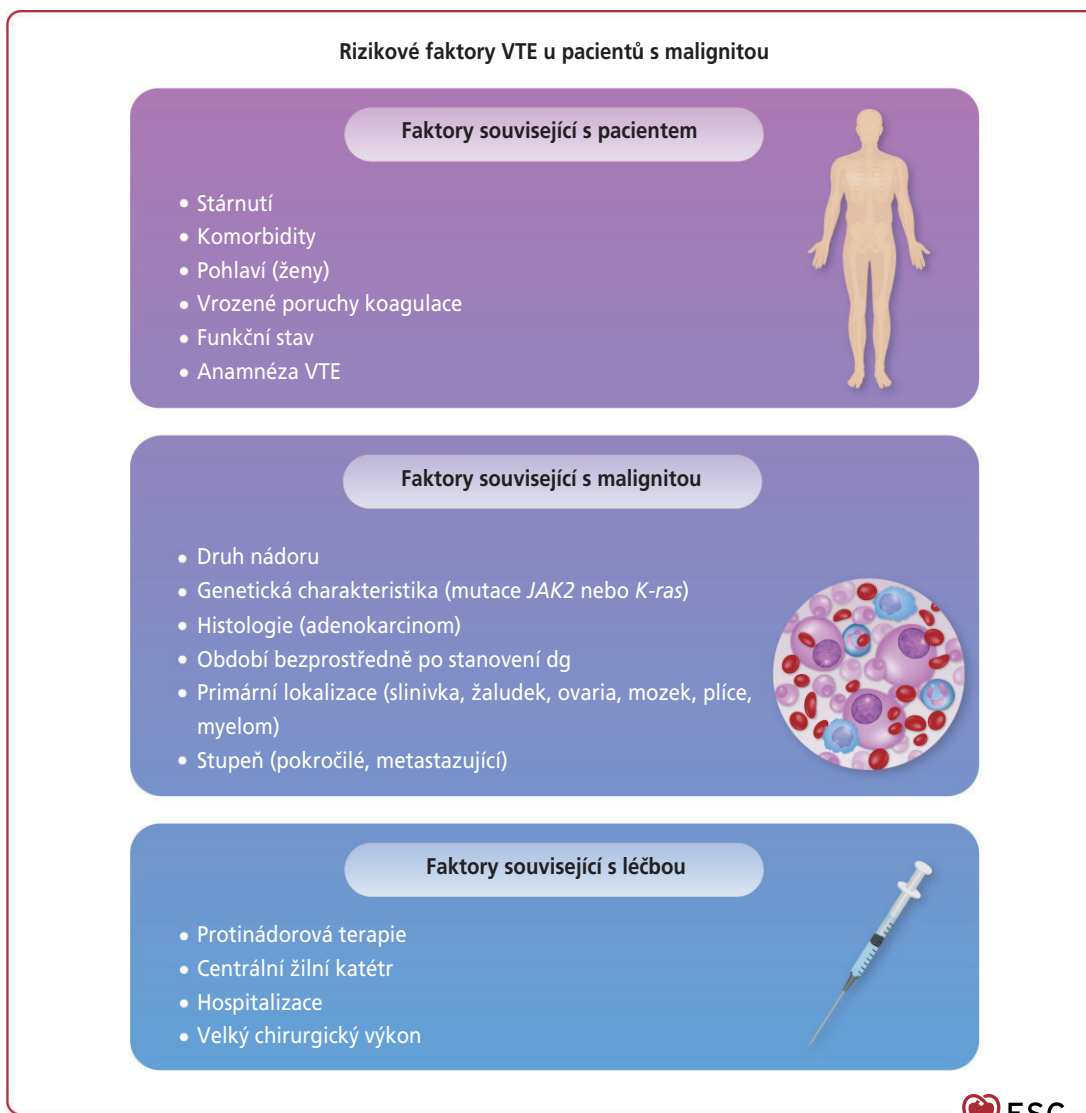 Rizikové faktory VTE u pacientů s malignitou
Faktory související s pacientem
• Stárnutí
• Komorbidity
• Pohlaví (ženy)
• Vrozené poruchy koagulace
• Funkční stav
• Anamnéza VTE
Faktory související s malignitou
• Druh nádoru
• Genetická charakteristika (mutace JAK2 nebo K-ras)
• Histologie (adenokarcinom)
• Období bezprostředně po stanovení dg
• Primární lokalizace (slinivka, žaludek, ovaria, mozek, plíce,
myelom)
• Stupeň (pokročilé, metastazující)
Faktory související s léčbou
• Protinádorová terapie
• Centrální žilní katétr
• Hospitalizace
• Velký chirurgický výkon
ESC